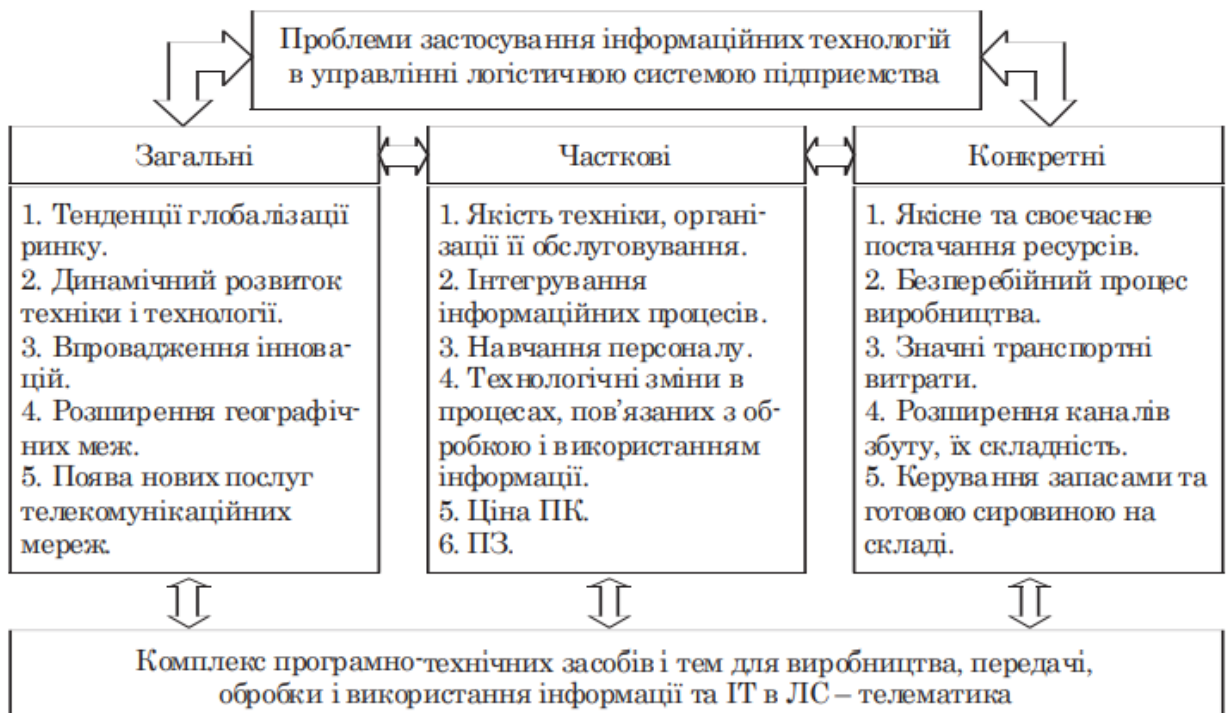 Проблеми застосування інформаційних технологій
в управлінні логістичною системою підприємства
Загальні
Часткові
Конкретні
1. Тенденції глобалізації
ринку.
2. Динамічний розвиток
техніки і технології.
3. Впровадження іннова-
цій.
4. Розширення географіч-
них меж.
5. Поява нових послуг
телекомунікаційних
мереж.
1. Якість техніки, органі-
зації її обслуговування.
2. Інтегрування
інформаційних процесів.
3. Навчання персоналу.
4. Технологічні зміни в
процесах, пов’язаних з об-
робкою і використанням
інформації.
5. Ціна ПК.
6. ПЗ.
1. Якісне та своєчасне
постачання ресурсів.
2. Безперебійний процес
виробництва.
3. Значні транспортні
витрати.
4. Розширення каналів
збуту, їх складність.
5. Керування запасами та
готовою сировиною на
складі.
Комплекс програмно-технічних засобів і тем для виробництва, передачі,
обробки і використання інформації та ІТ в ЛС – телематика